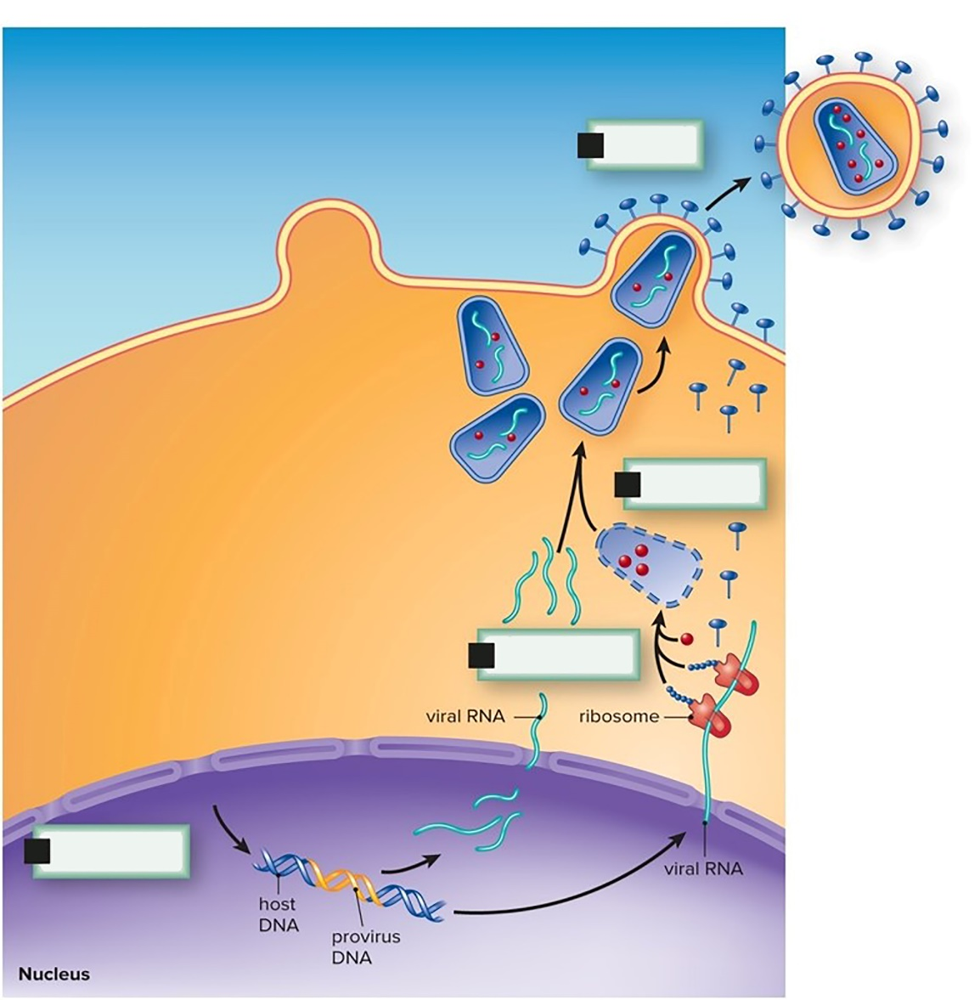 viral RNA
ribosome
viral RNA
host
DNA
provirus
DNA
Nucleus